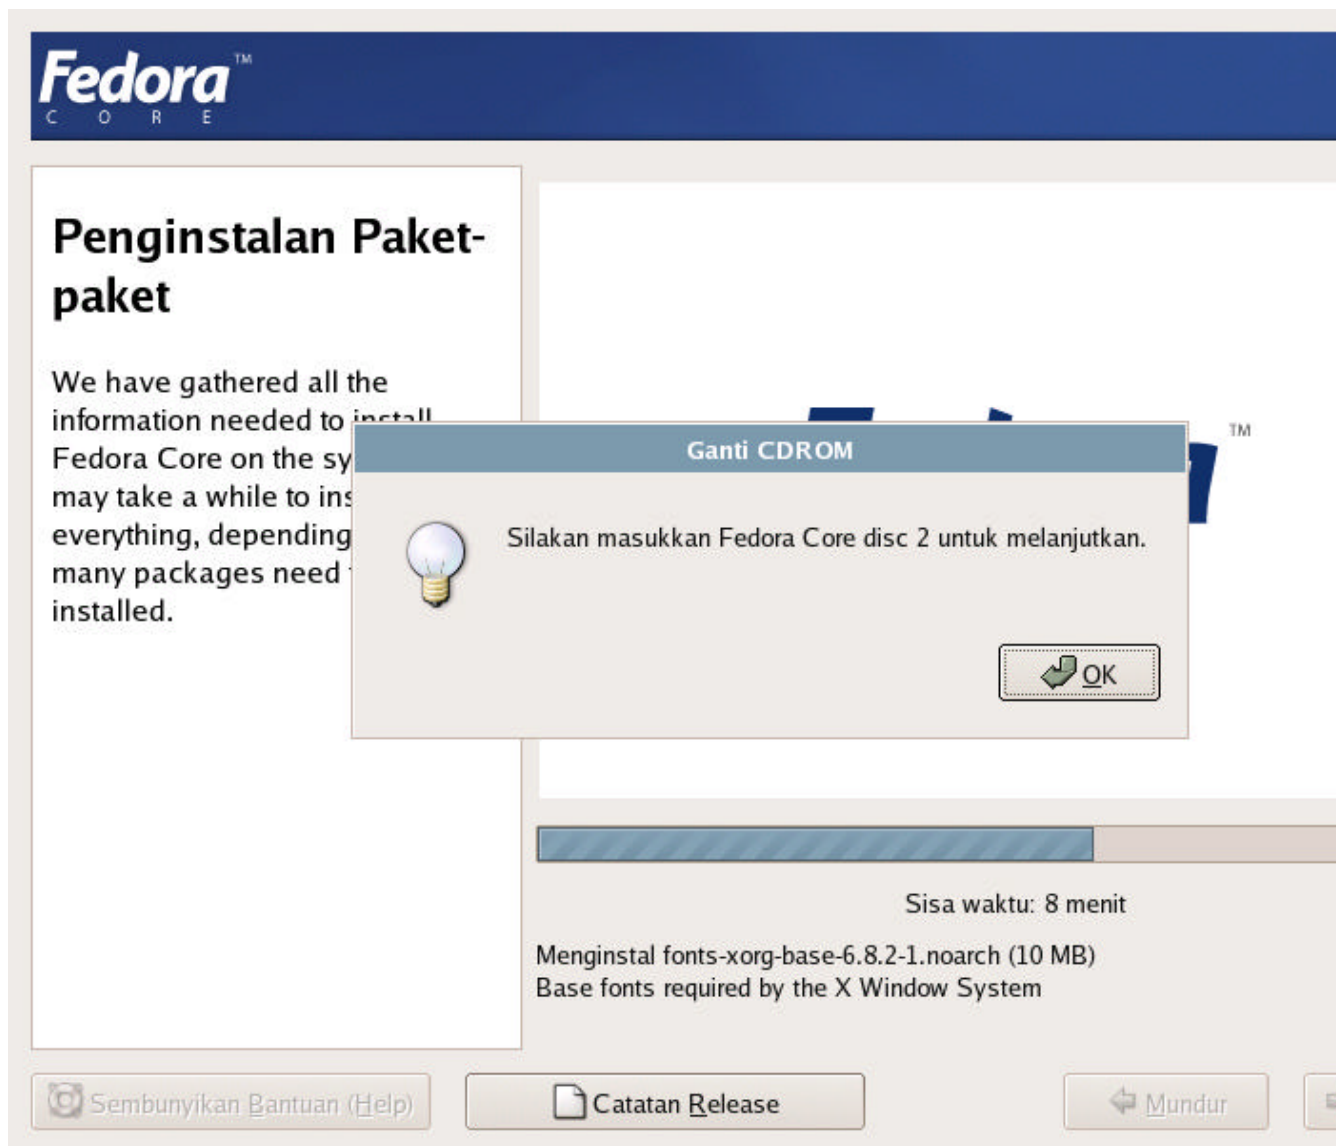 Fedora™
CORE
Penginstalan Paket-
paket
We have gathered all the
information needed to install
Fedora Core on the sy
may take a while to ins
everything, depending
many packages need
installed.
TM
Ganti CDROM
Silakan masukkan Fedora Core disc 2 untuk melanjutkan.
OK
Sisa waktu: 8 menit
Menginstal fonts-xorg-base-6.8.2-1.noarch (10 MB)
Base fonts required by the X Window System
Sembunyikan Bantuan (Help)
Catatan Release
Mundur